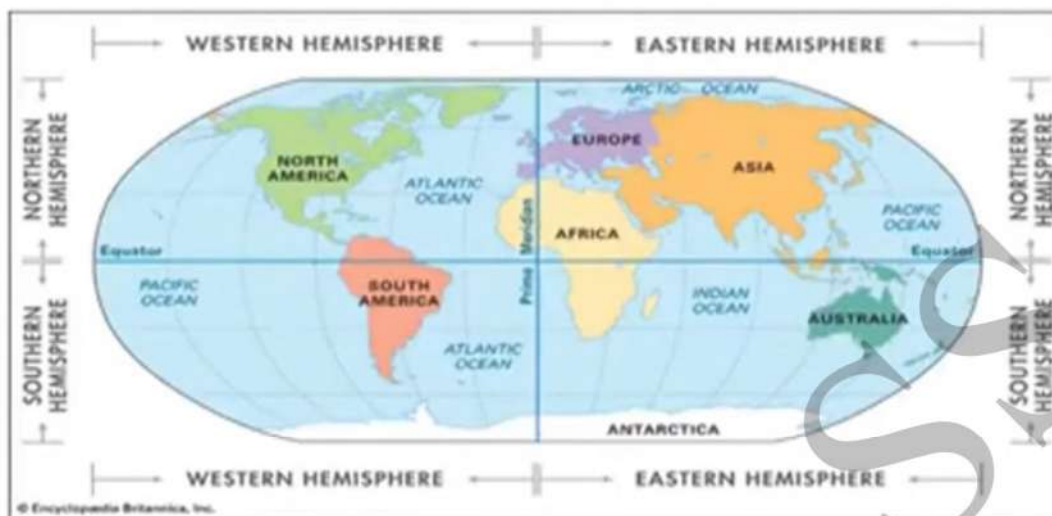 WESTERN HEMISPHERE
EASTERN HEMISPHERE
ARCTIC OCEAN
NORTHERN
HEMISPHERE
NORTH
AMERICA
EUROPE
ASIA
NORTHERN
HEMISPHERE
ATLANTIC
OCEAN
PACIFIC
OCEAN
AFRICA
Prime Meridian
Equator
Equator
PACIFIC
OCEAN
SOUTH
AMERICA
INDIAN
OCEAN
AUSTRALIA
ATLANTIC
OCEAN
SOUTHERN
HEMISPHERE
SOUTHERN
HEMISPHERE
ANTARCTICA
WESTERN HEMISPHERE
EASTERN HEMISPHERE
© Encyclopædia Britannica, Inc.